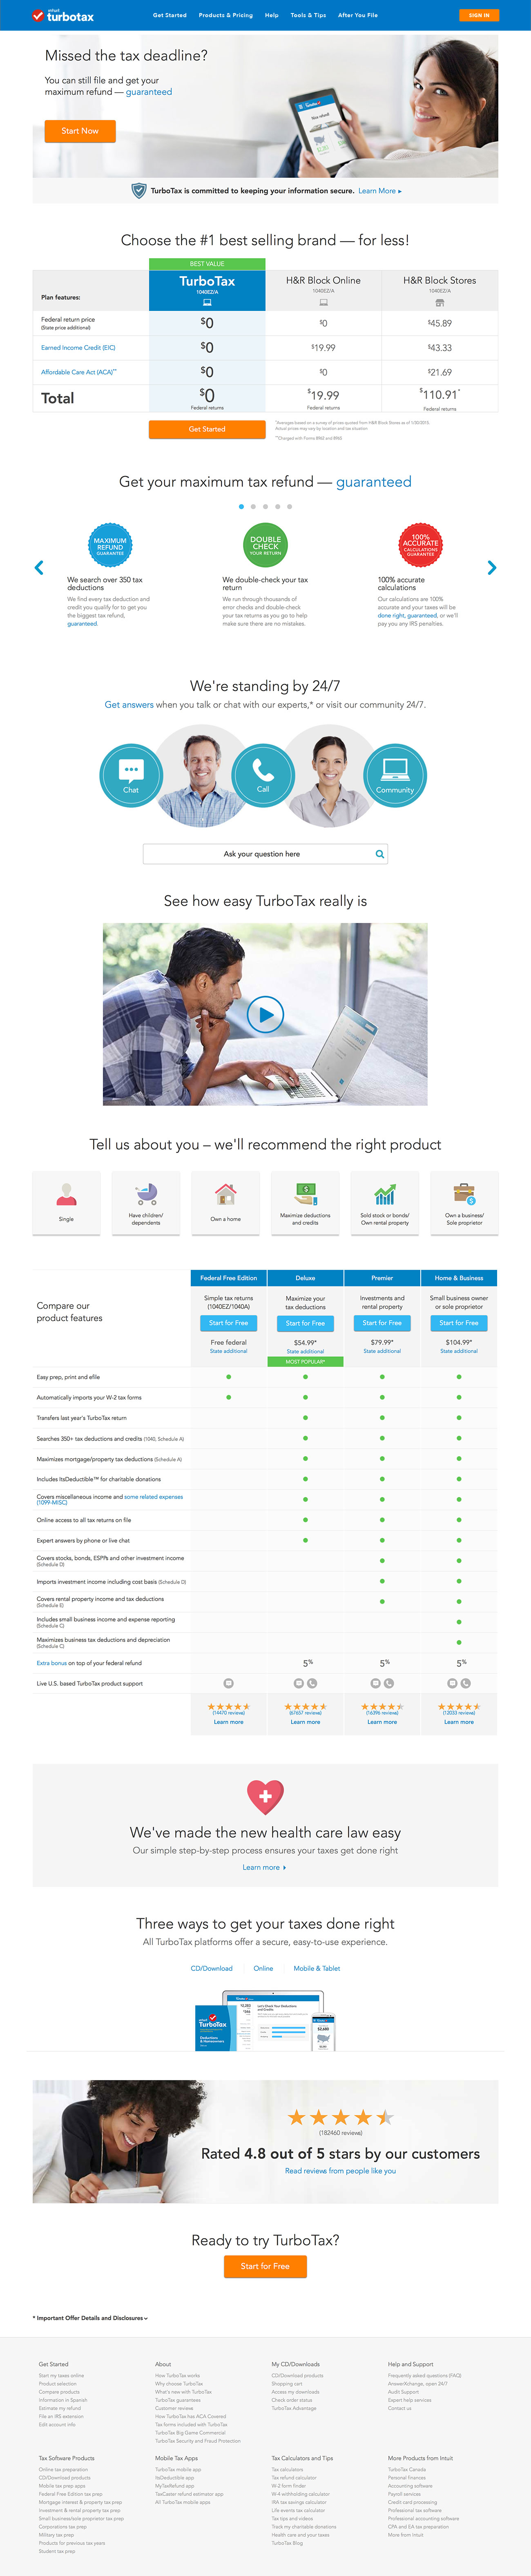 intuit
turbotax
Get Started
Products & Pricing
Help
Tools & Tips
After You File
SIGN IN
Missed the tax deadline?
You can still file and get your
maximum refund — guaranteed
Start Now
TurboTax is committed to keeping your information secure. Learn More
Choose the #1 best selling brand — for less!
BEST VALUE
TurboTax
1040EZ/A
H&R Block Online
1040EZ/A
H&R Block Stores
1040EZ/A
Plan features:
Federal return price
(State price additional)
$0
$0
$45.89
Earned Income Credit (EIC)
$0
$19.99
$43.33
Affordable Care Act (ACA)**
$0
$0
$21.69
Total
$0
Federal returns
$19.99
Federal returns
$110.91*
Federal returns
Get Started
Get your maximum tax refund — guaranteed
MAXIMUM
REFUND
GUARANTEE
DOUBLE
CHECK
YOUR RETURN
100%
ACCURATE
CALCULATIONS
GUARANTEE
We search over 350 tax
deductions
We find every tax deduction and
credit you qualify for to get you
the biggest tax refund,
guaranteed.
We double-check your tax
return
We run through thousands of
error checks and double-check
your tax returns as you go to help
make sure there are no mistakes.
100% accurate
calculations
Our calculations are 100%
accurate and your taxes will be
done right, guaranteed, or we'll
pay you any IRS penalties.
We're standing by 24/7
Get answers when you talk or chat with our experts,* or visit our community 24/7.
Chat
Call
Community
Ask your question here
See how easy TurboTax really is
Tell us about you – we'll recommend the right product
Single
Have children/
dependents
Own a home
Maximize deductions
and credits
Sold stock or bonds/
Own rental property
Own a business/
Sole proprietor
Compare our
product features
Federal Free Edition
Deluxe
Premier
Home & Business
Simple tax returns
(1040EZ/1040A)
Maximize your
tax deductions
Investments and
rental property
Small business owner
or sole proprietor
Start for Free
Start for Free
Start for Free
Start for Free
Free federal
State additional
$54.99*
State additional
$79.99*
State additional
$104.99*
State additional
MOST POPULAR*
Easy prep, print and efile
Automatically imports your W-2 tax forms
Transfers last year's TurboTax return
Searches 350+ tax deductions and credits (1040, Schedule A)
Maximizes mortgage/property tax deductions (Schedule A)
Includes ItsDeductible™ for charitable donations
Covers miscellaneous income and some related expenses
(1099-MISC)
Online access to all tax returns on file
Expert answers by phone or live chat
Covers stocks, bonds, ESPPs and other investment income
(Schedule D)
Imports investment income including cost basis (Schedule D)
Covers rental property income and tax deductions
(Schedule E)
Includes small business income and expense reporting
(Schedule C)
Maximizes business tax deductions and depreciation
(Schedule C)
Extra bonus on top of your federal refund
5%
5%
5%
Live U.S. based TurboTax product support
(14470 reviews)
(67657 reviews)
(16396 reviews)
(12033 reviews)
Learn more
Learn more
Learn more
Learn more
We've made the new health care law easy
Our simple step-by-step process ensures your taxes get done right
Learn more
Three ways to get your taxes done right
All TurboTax platforms offer a secure, easy-to-use experience.
CD/Download
Online
Mobile & Tablet
TurboTax
(182460 reviews)
Rated 4.8 out of 5 stars by our customers
Read reviews from people like you
Ready to try TurboTax?
Start for Free
* Important Offer Details and Disclosures
Get Started
Start my taxes online
Product selection
Compare products
Information in Spanish
Estimate my refund
File an IRS extension
Edit account info
About
How TurboTax works
Why choose TurboTax
What's new with TurboTax
TurboTax guarantees
Customer reviews
How TurboTax has ACA Covered
Tax forms included with TurboTax
TurboTax Big Game Commercial
TurboTax Security and Fraud Protection
My CD/Downloads
CD/Download products
Shopping cart
Access my downloads
Check order status
TurboTax Advantage
Help and Support
Frequently asked questions (FAQ)
AnswerXchange, open 24/7
Audit Support
Expert help services
Contact us
Tax Software Products
Online tax preparation
CD/Download products
Mobile tax prep apps
Federal Free Edition tax prep
Mortgage interest & property tax prep
Investment & rental property tax prep
Small business/sole proprietor tax prep
Corporations tax prep
Military tax prep
Products for previous tax years
Student tax prep
Mobile Tax Apps
TurboTax mobile app
ItsDeductible app
MyTaxRefund app
TaxCaster refund estimator app
All TurboTax mobile apps
Tax Calculators and Tips
Tax calculators
Tax refund calculator
W-2 form finder
W-4 withholding calculator
IRA tax savings calculator
Life events tax calculator
Track my charitable donations
Health care and your taxes
Tax tips and videos
TurboTax Blog
More Products from Intuit
TurboTax Canada
Personal finances
Accounting software
Payroll services
Credit card processing
Professional tax software
Professional accounting software
CPA and EA tax preparation
More from Intuit